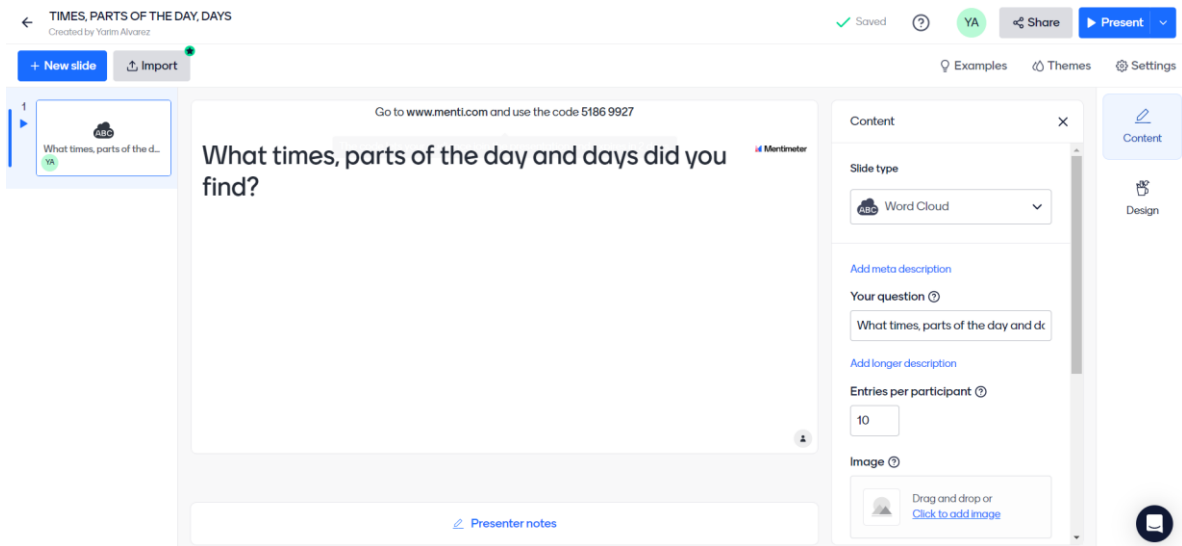 TIMES, PARTS OF THE DAY, DAYS
Created by Yarim Alvarez
Saved
YA
Share
Present
+ New slide
Import
Examples
Themes
Settings
1
ABC
What times, parts of the d...
YA
Go to www.menti.com and use the code 5186 9927
What times, parts of the day and days did you
find?
Mentimeter
Presenter notes
Content
Slide type
ABC Word Cloud
Add meta description
Your question
What times, parts of the day and dc
Add longer description
Entries per participant
10
Image
Drag and drop or
Click to add image
Content
Design